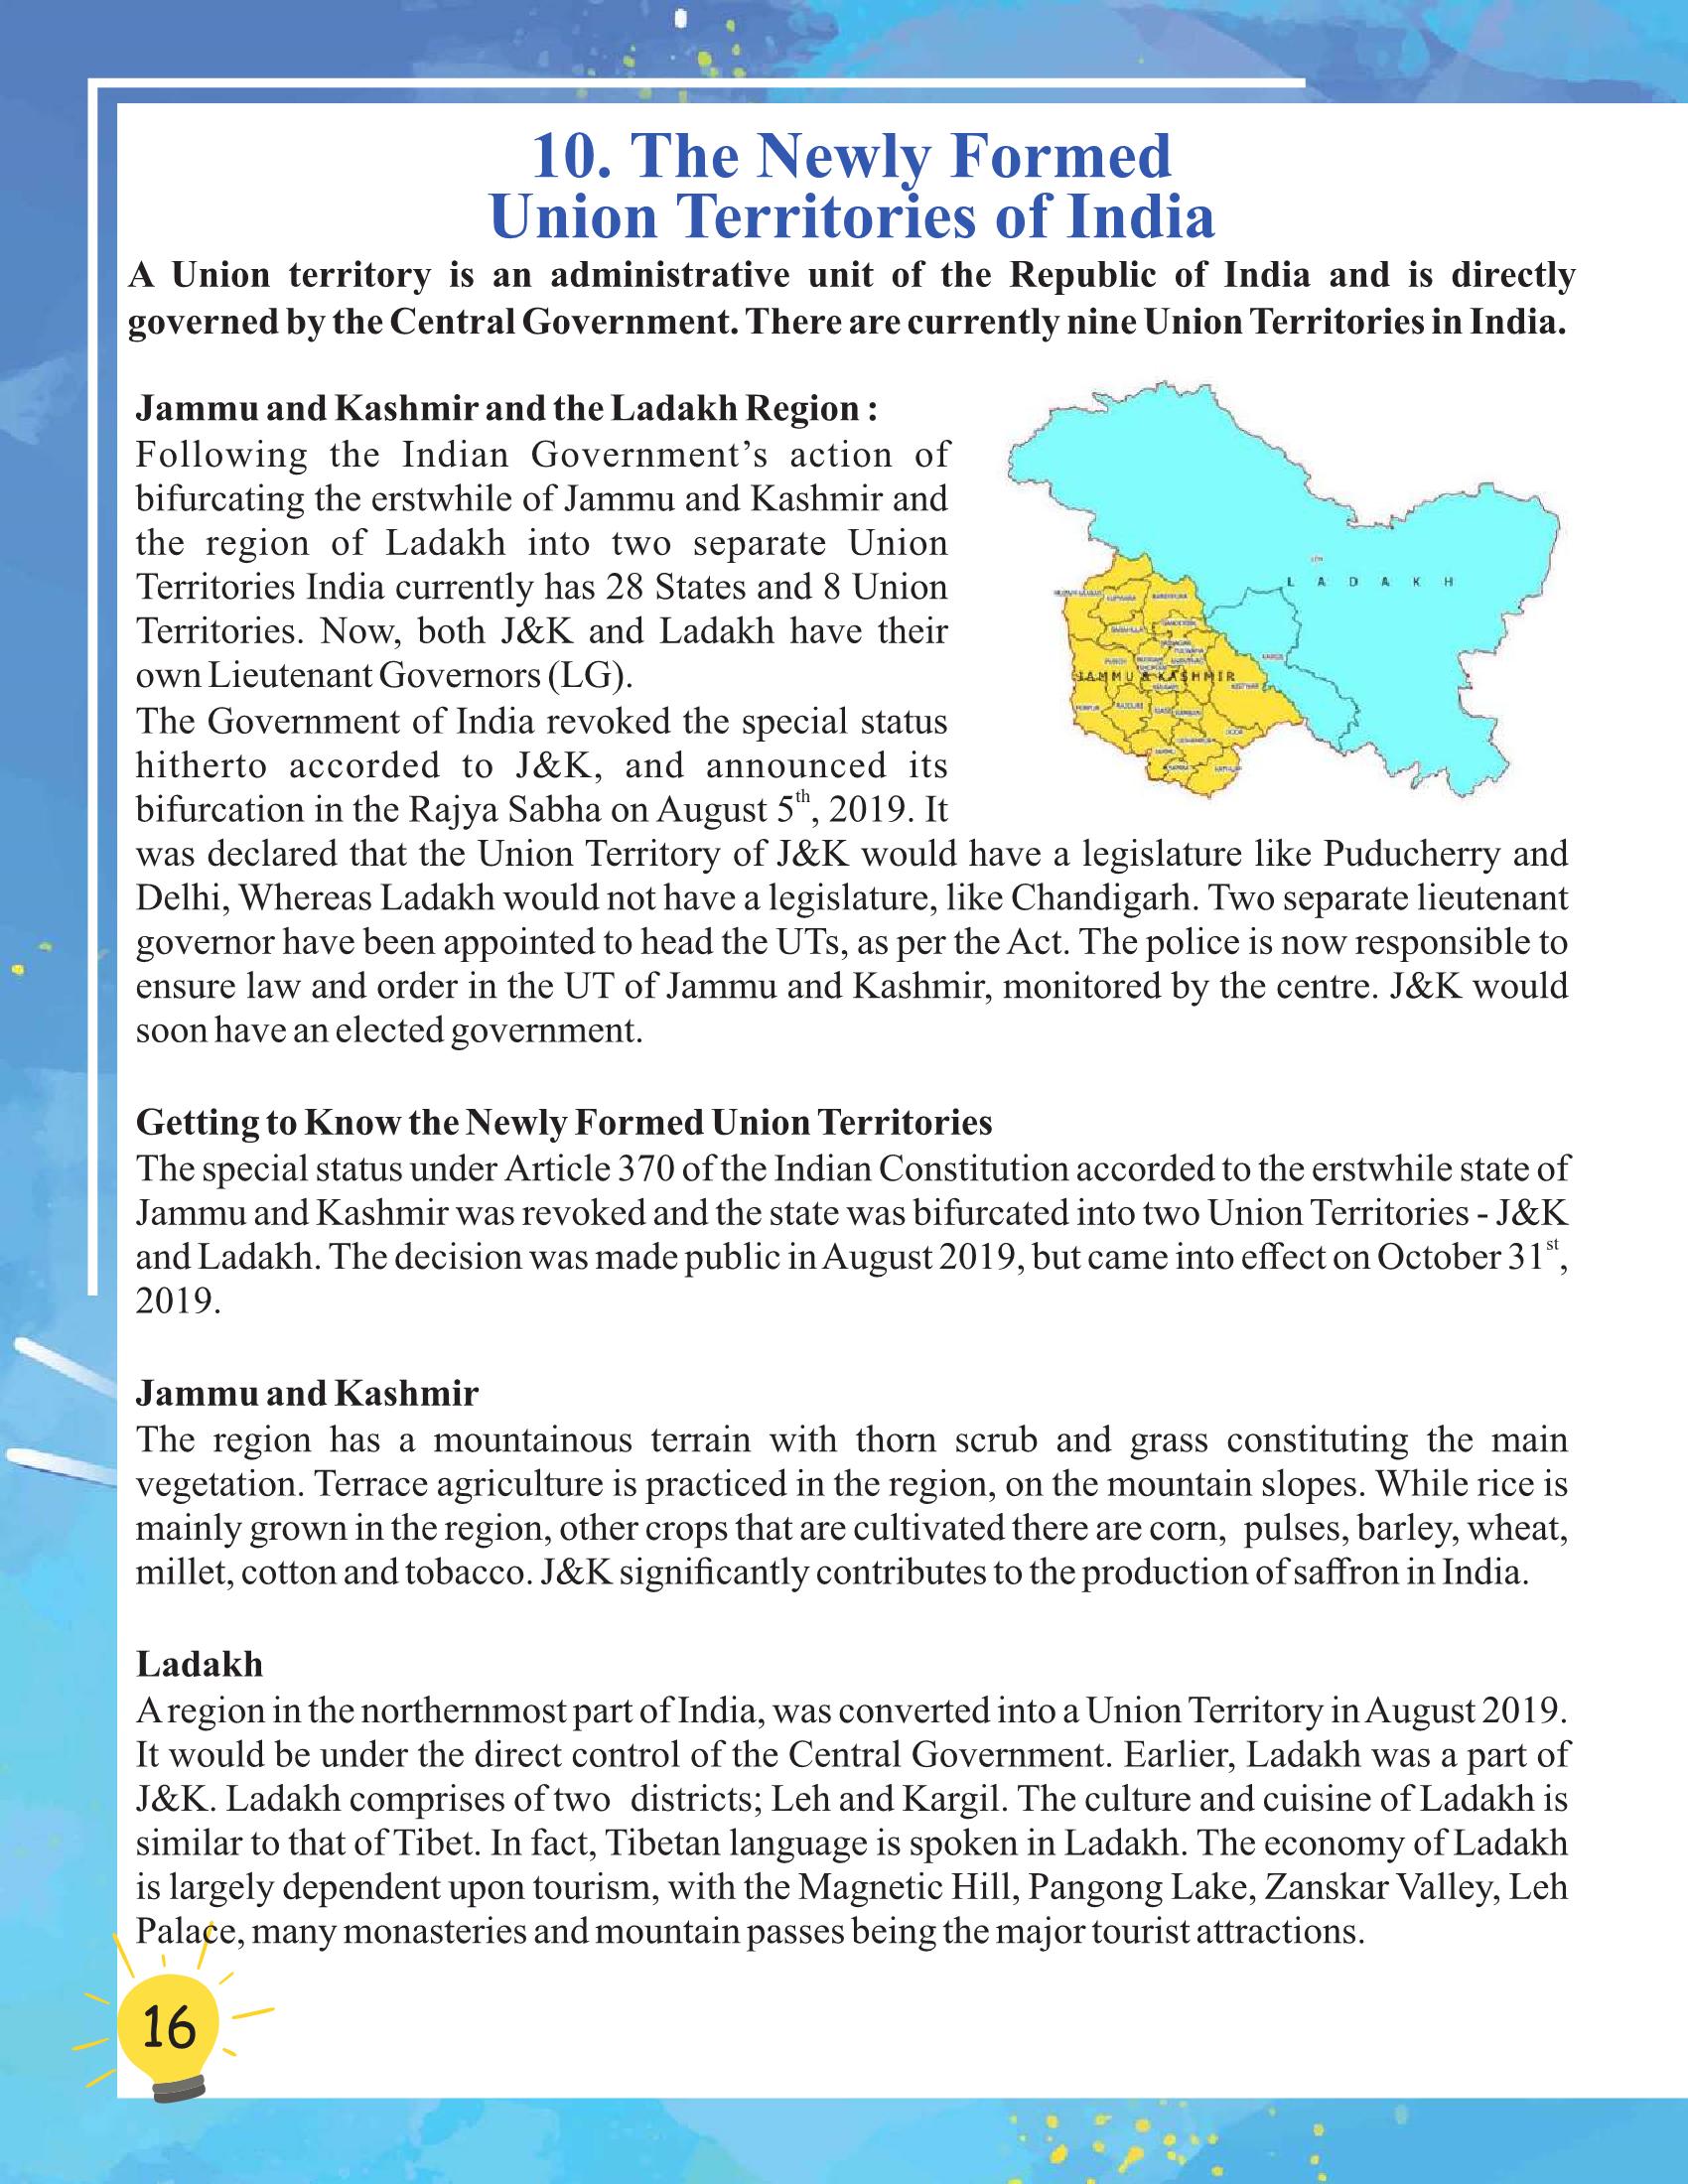 10. The Newly Formed
Union Territories of India
A Union territory is an administrative unit of the Republic of India and is directly
governed by the Central Government. There are currently nine Union Territories in India.
Jammu and Kashmir and the Ladakh Region :
Following the Indian Government's action of
bifurcating the erstwhile of Jammu and Kashmir and
the region of Ladakh into two separate Union
Territories India currently has 28 States and 8 Union
Territories. Now, both J&K and Ladakh have their
own Lieutenant Governors (LG).
The Government of India revoked the special status
hitherto accorded to J&K, and announced its
bifurcation in the Rajya Sabha on August 5th, 2019. It
was declared that the Union Territory of J&K would have a legislature like Puducherry and
Delhi, Whereas Ladakh would not have a legislature, like Chandigarh. Two separate lieutenant
governor have been appointed to head the UTs, as per the Act. The police is now responsible to
ensure law and order in the UT of Jammu and Kashmir, monitored by the centre. J&K would
soon have an elected government.
LADAKH
JAMMU & KASHMIR
Getting to Know the Newly Formed Union Territories
The special status under Article 370 of the Indian Constitution accorded to the erstwhile state of
Jammu and Kashmir was revoked and the state was bifurcated into two Union Territories - J&K
and Ladakh. The decision was made public in August 2019, but came into effect on October 31st,
2019.
Jammu and Kashmir
The region has a mountainous terrain with thorn scrub and grass constituting the main
vegetation. Terrace agriculture is practiced in the region, on the mountain slopes. While rice is
mainly grown in the region, other crops that are cultivated there are corn, pulses, barley, wheat,
millet, cotton and tobacco. J&K significantly contributes to the production of saffron in India.
Ladakh
A region in the northernmost part of India, was converted into a Union Territory in August 2019.
It would be under the direct control of the Central Government. Earlier, Ladakh was a part of
J&K. Ladakh comprises of two districts; Leh and Kargil. The culture and cuisine of Ladakh is
similar to that of Tibet. In fact, Tibetan language is spoken in Ladakh. The economy of Ladakh
is largely dependent upon tourism, with the Magnetic Hill, Pangong Lake, Zanskar Valley, Leh
Palace, many monasteries and mountain passes being the major tourist attractions.
16